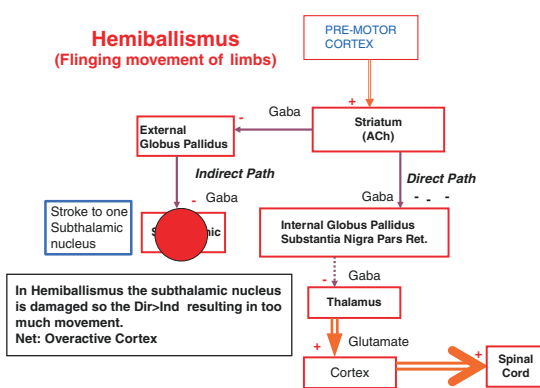 Hemiballismus
(Flinging movement of limbs)
PRE-MOTOR
CORTEX
+
Striatum
(ACh)
Gaba
-
External
Globus Pallidus
Indirect Path
- Gaba
Stroke to one
Subthalamic
nucleus
Direct Path
Gaba - - -
Internal Globus Pallidus
Substantia Nigra Pars Ret.
- Gaba
Thalamus
Glutamate
+
Cortex
+
Spinal
Cord
In Hemiballismus the subthalamic nucleus
is damaged so the Dir>Ind resulting in too
much movement.
Net: Overactive Cortex